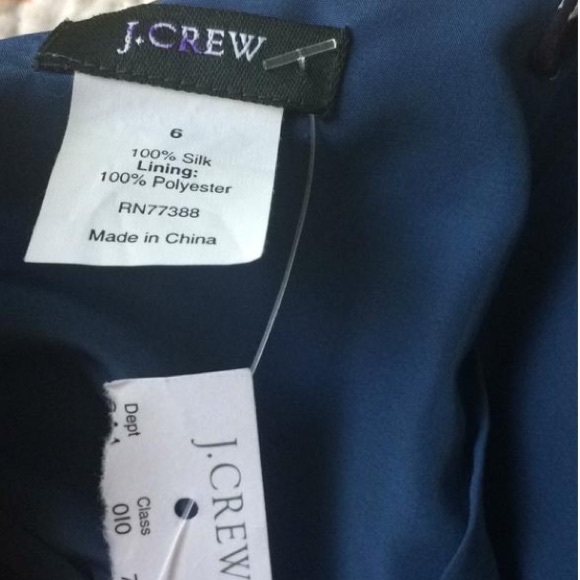 J.CREW
6
100% Silk
Lining:
100% Polyester
RN77388
Made in China
J.CREW
Dept
Class
010